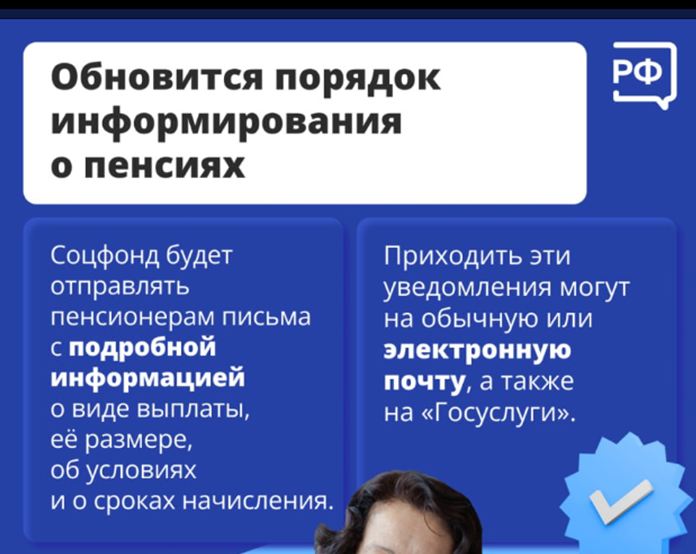 Обновится порядок
информирования
о пенсиях
РФ
Соцфонд будет
отправлять
пенсионерам письма
с подробной
информацией
о виде выплаты,
её размере,
об условиях
и о сроках начисления.
Приходить эти
уведомления могут
на обычную или
электронную
почту, а также
на «Госуслуги».